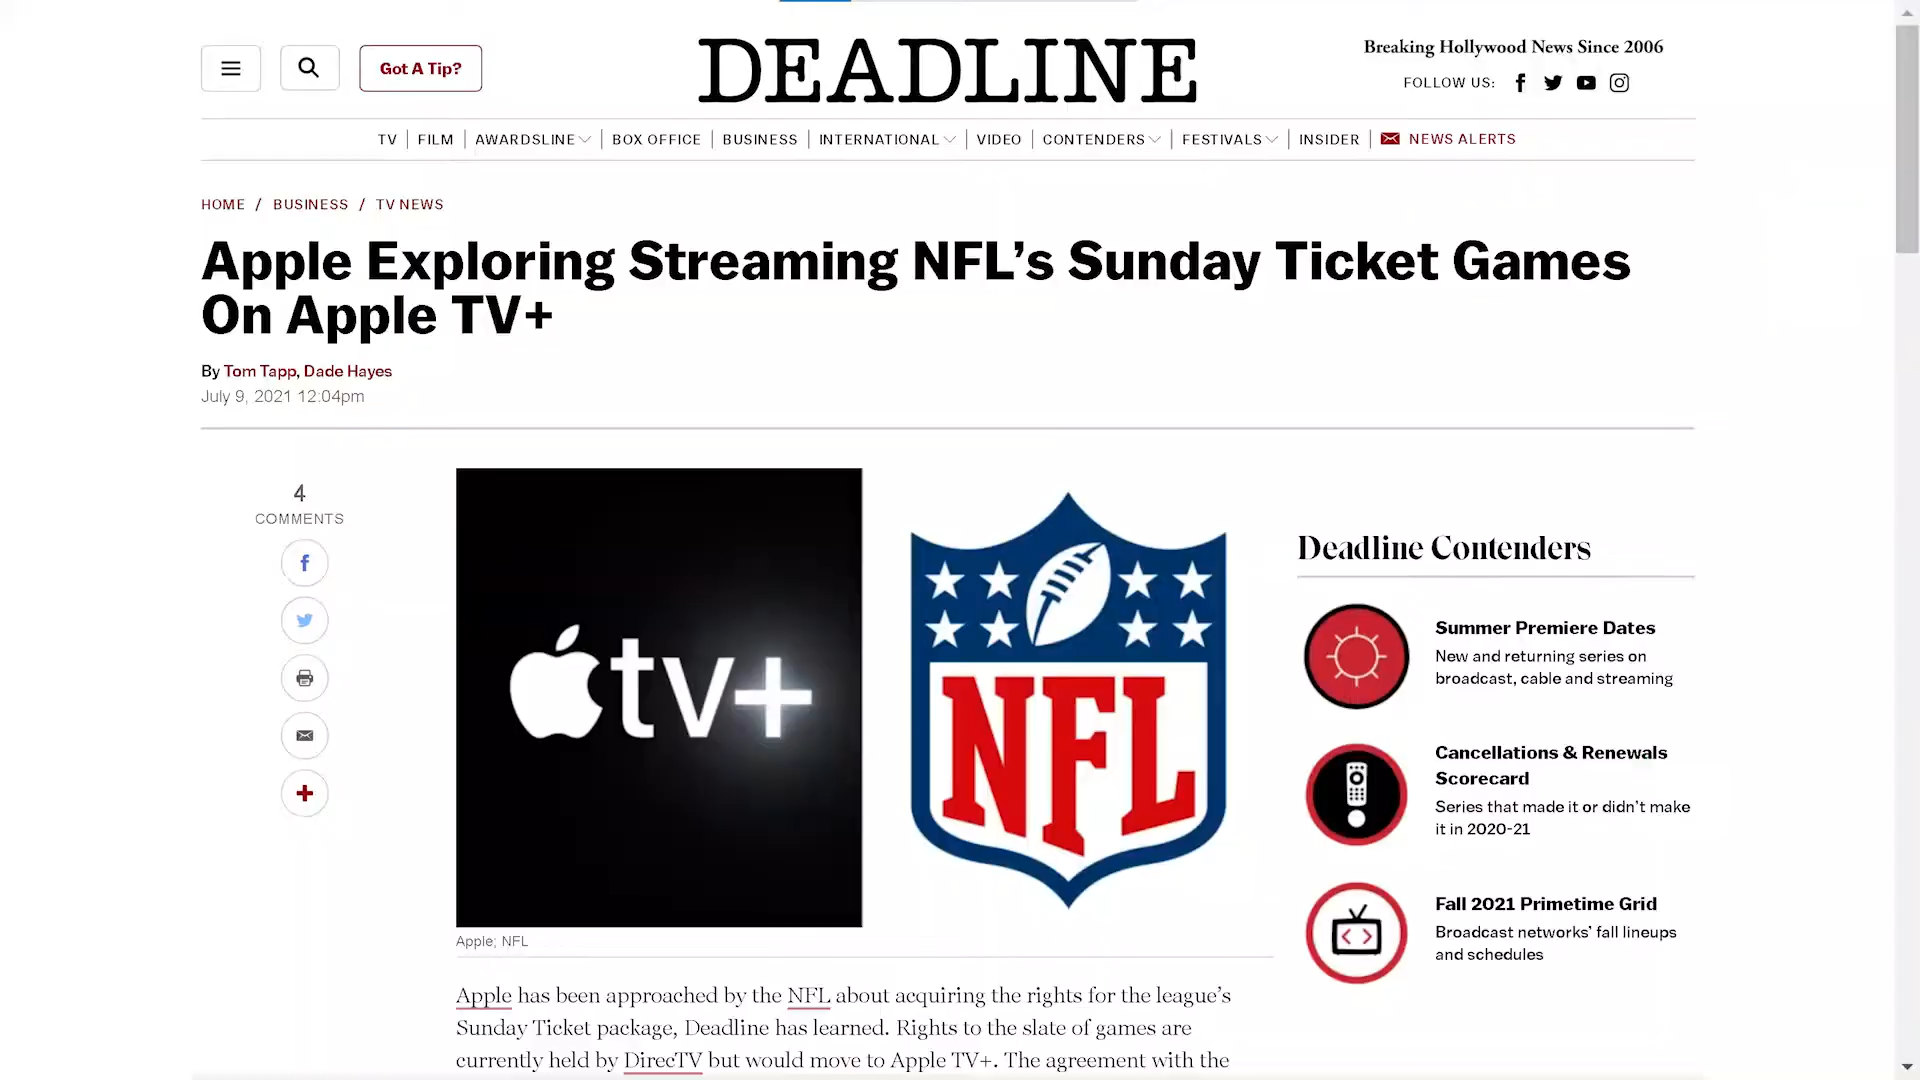 DEADLINE
Breaking Hollywood News Since 2006
Got A Tip?
FOLLOW US:
TV
FILM
AWARDSLINE
BOX OFFICE
BUSINESS
INTERNATIONAL
VIDEO
CONTENDERS
FESTIVALS
INSIDER
NEWS ALERTS
HOME / BUSINESS / TV NEWS
Apple Exploring Streaming NFL’s Sunday Ticket Games
On Apple TV+
By Tom Tapp, Dade Hayes
July 9, 2021 12:04pm
4
COMMENTS
tv+
NFL
Apple; NFL
Apple has been approached by the NFL about acquiring the rights for the league’s
Sunday Ticket package, Deadline has learned. Rights to the slate of games are
currently held by DirecTV but would move to Apple TV+. The agreement with the
Deadline Contenders
Summer Premiere Dates
New and returning series on
broadcast, cable and streaming
Cancellations & Renewals
Scorecard
Series that made it or didn’t make
it in 2020-21
Fall 2021 Primetime Grid
Broadcast networks’ fall lineups
and schedules